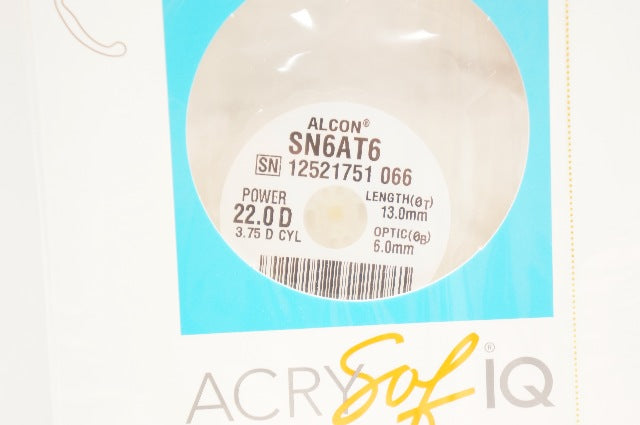 ALCON®
SN6AT6
SN 12521751 066
POWER
22.0 D
3.75 D CYL
LENGTH(ØT)
13.0mm
OPTIC(ØB)
6.0mm
ACRYSof® IQ